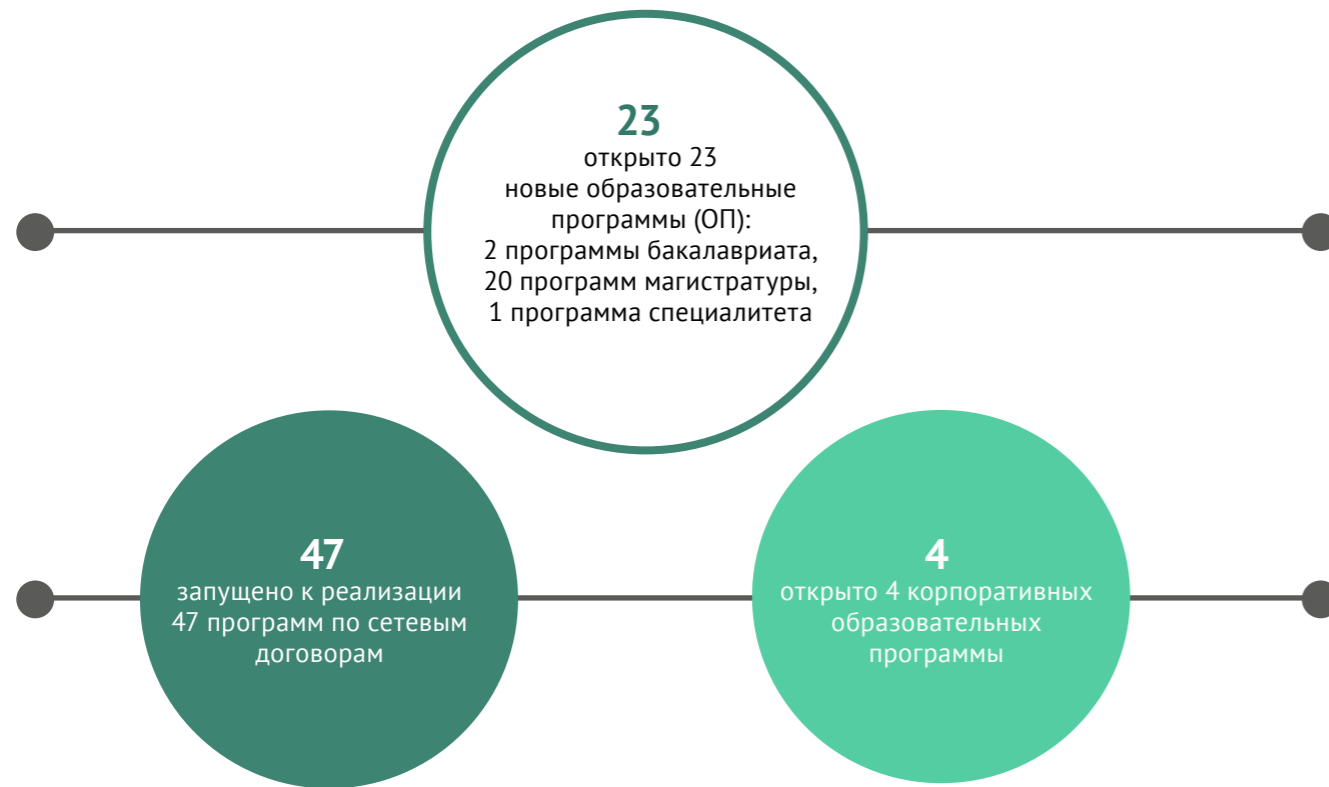 23
открыто 23
новые образовательные
программы (ОП):
2 программы бакалавриата,
20 программ магистратуры,
1 программа специалитета
47
запущено к реализации
47 программ по сетевым
договорам
4
открыто 4 корпоративных
образовательных
программы